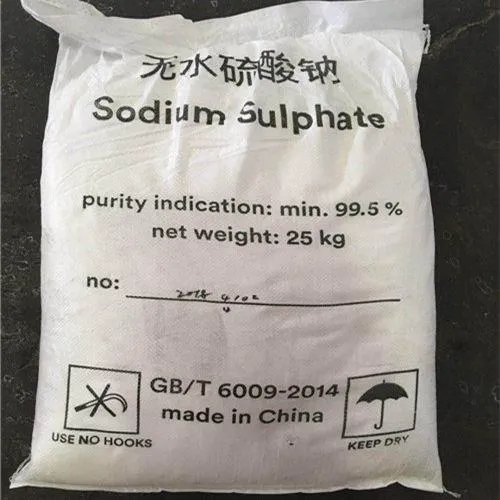 无水硫酸钠
Sodium Sulphate
purity indication: min. 99.5 %
net weight: 25 kg
no:
GB/T 6009-2014
made in China
USE NO HOOKS
KEEP DRY